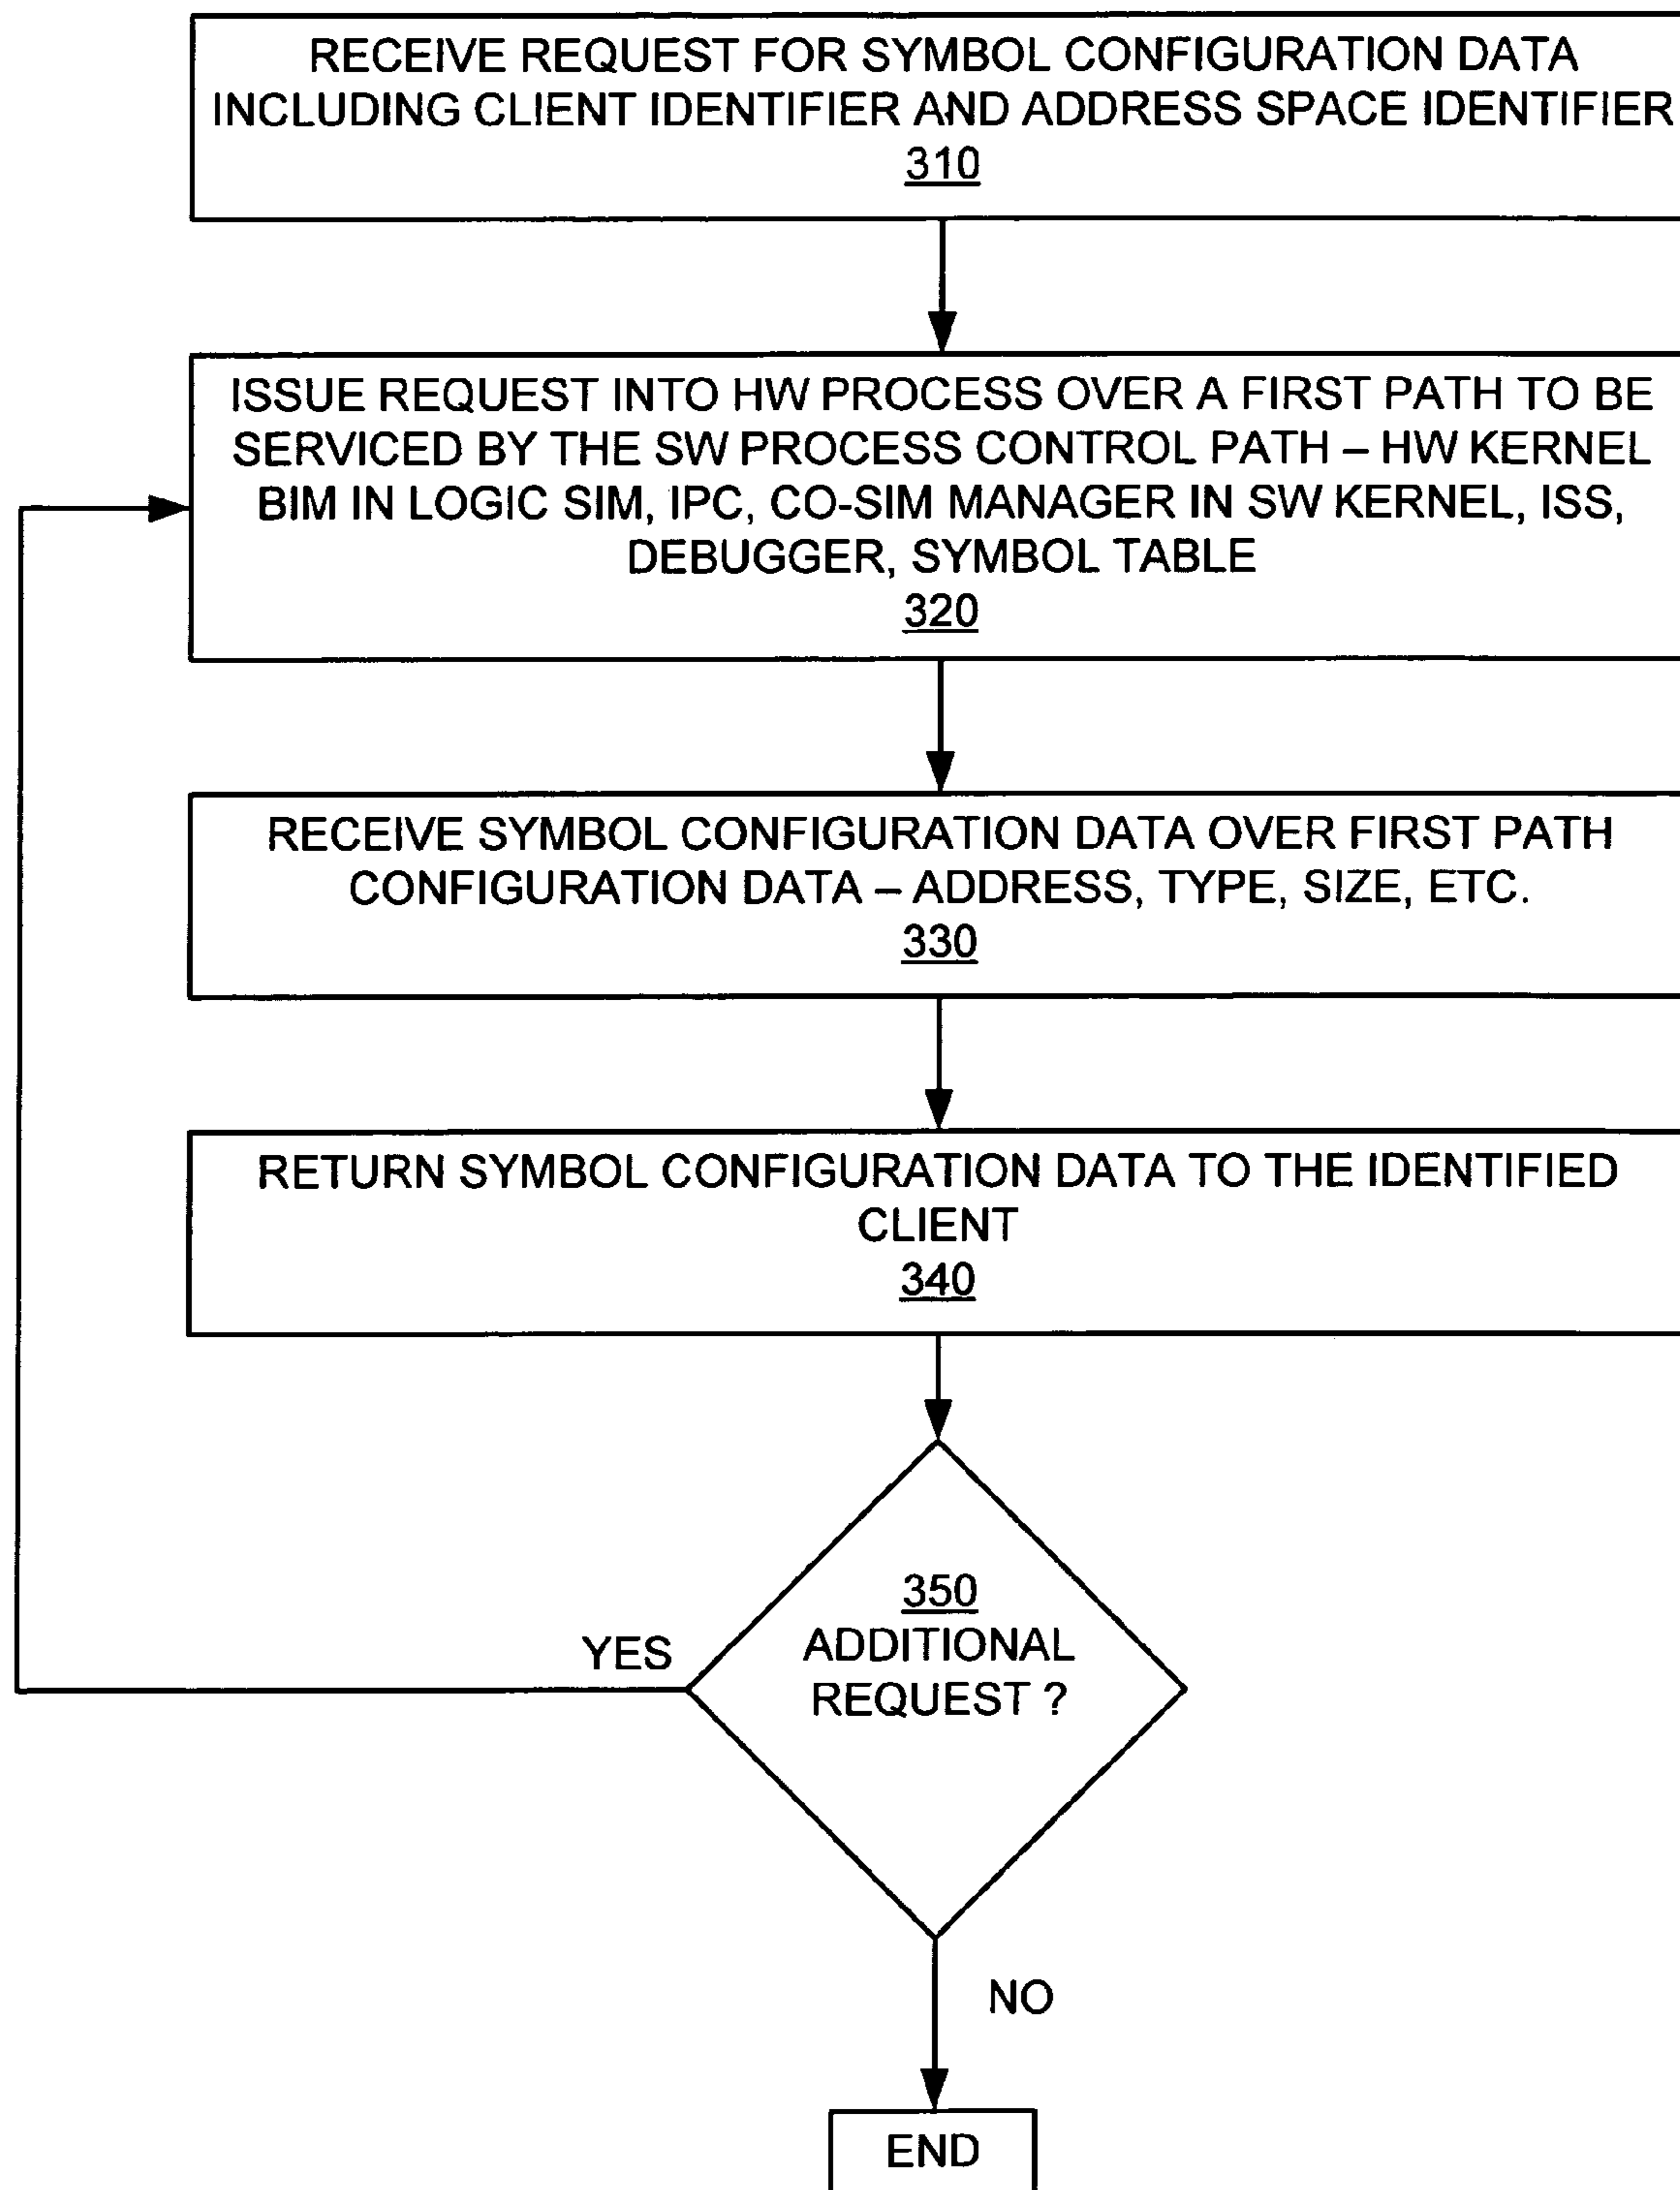 RECEIVE REQUEST FOR SYMBOL CONFIGURATION DATA
INCLUDING CLIENT IDENTIFIER AND ADDRESS SPACE IDENTIFIER
310
ISSUE REQUEST INTO HW PROCESS OVER A FIRST PATH TO BE
SERVICED BY THE SW PROCESS CONTROL PATH – HW KERNEL
BIM IN LOGIC SIM, IPC, CO-SIM MANAGER IN SW KERNEL, ISS,
DEBUGGER, SYMBOL TABLE
320
RECEIVE SYMBOL CONFIGURATION DATA OVER FIRST PATH
CONFIGURATION DATA – ADDRESS, TYPE, SIZE, ETC.
330
RETURN SYMBOL CONFIGURATION DATA TO THE IDENTIFIED
CLIENT
340
350
ADDITIONAL
REQUEST ?
YES
NO
END